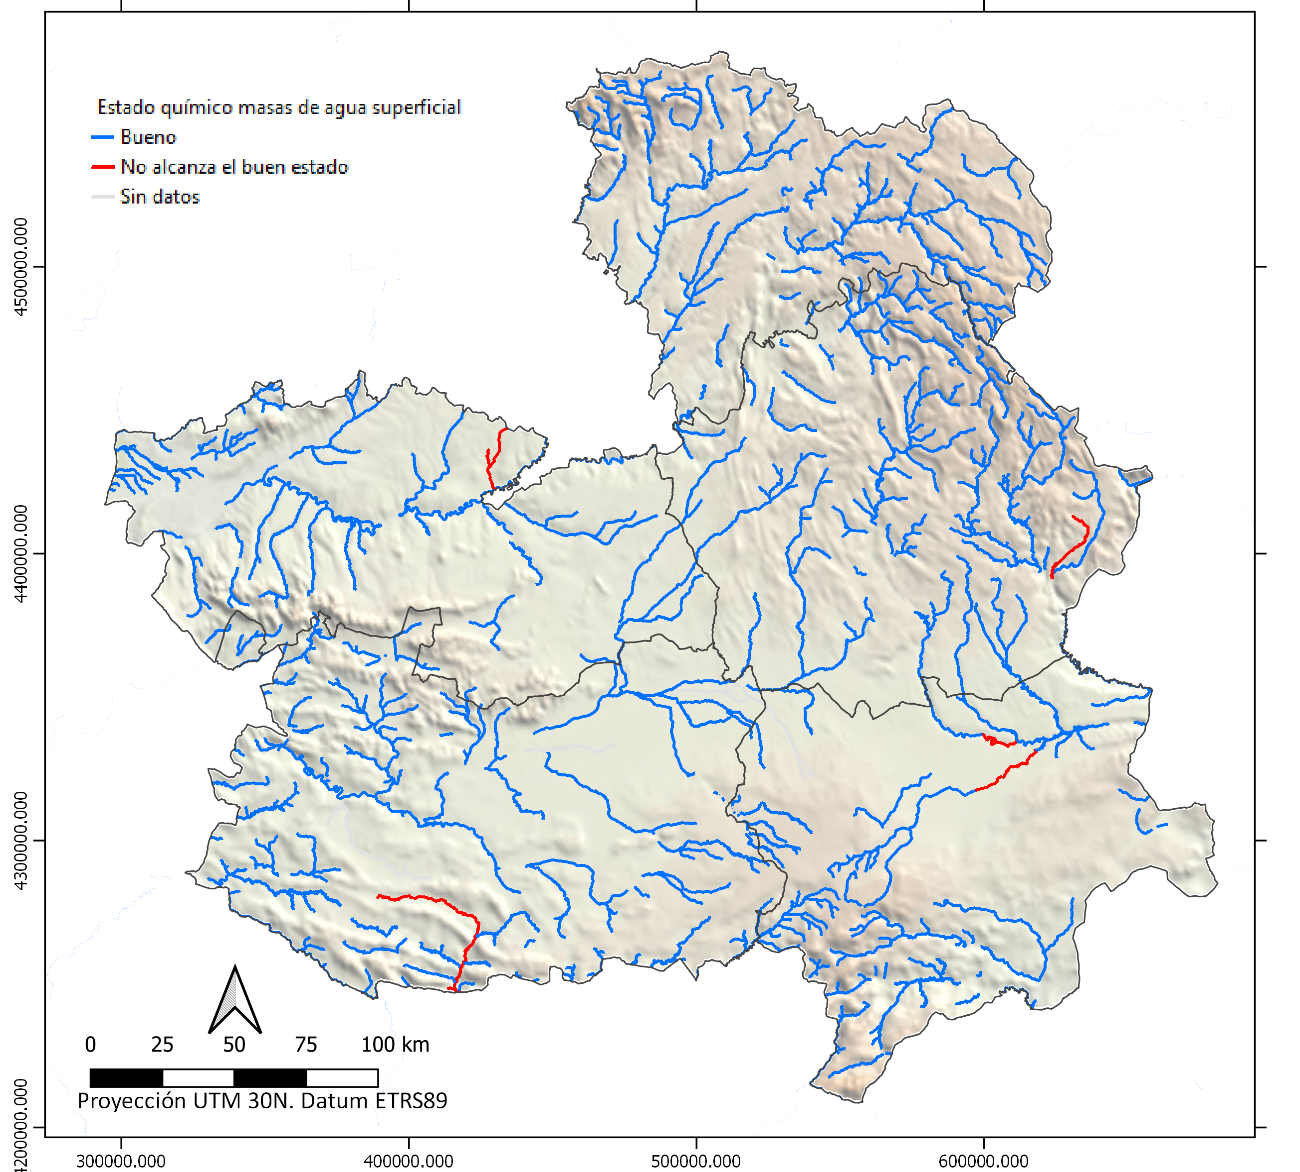 Estado químico masas de agua superficial
Bueno
No alcanza el buen estado
Sin datos
4500000.000
4400000.000
4300000.000
4200000.000
0 25 50 75 100 km
Proyección UTM 30N. Datum ETRS89
300000.000 400000.000 500000.000 600000.000